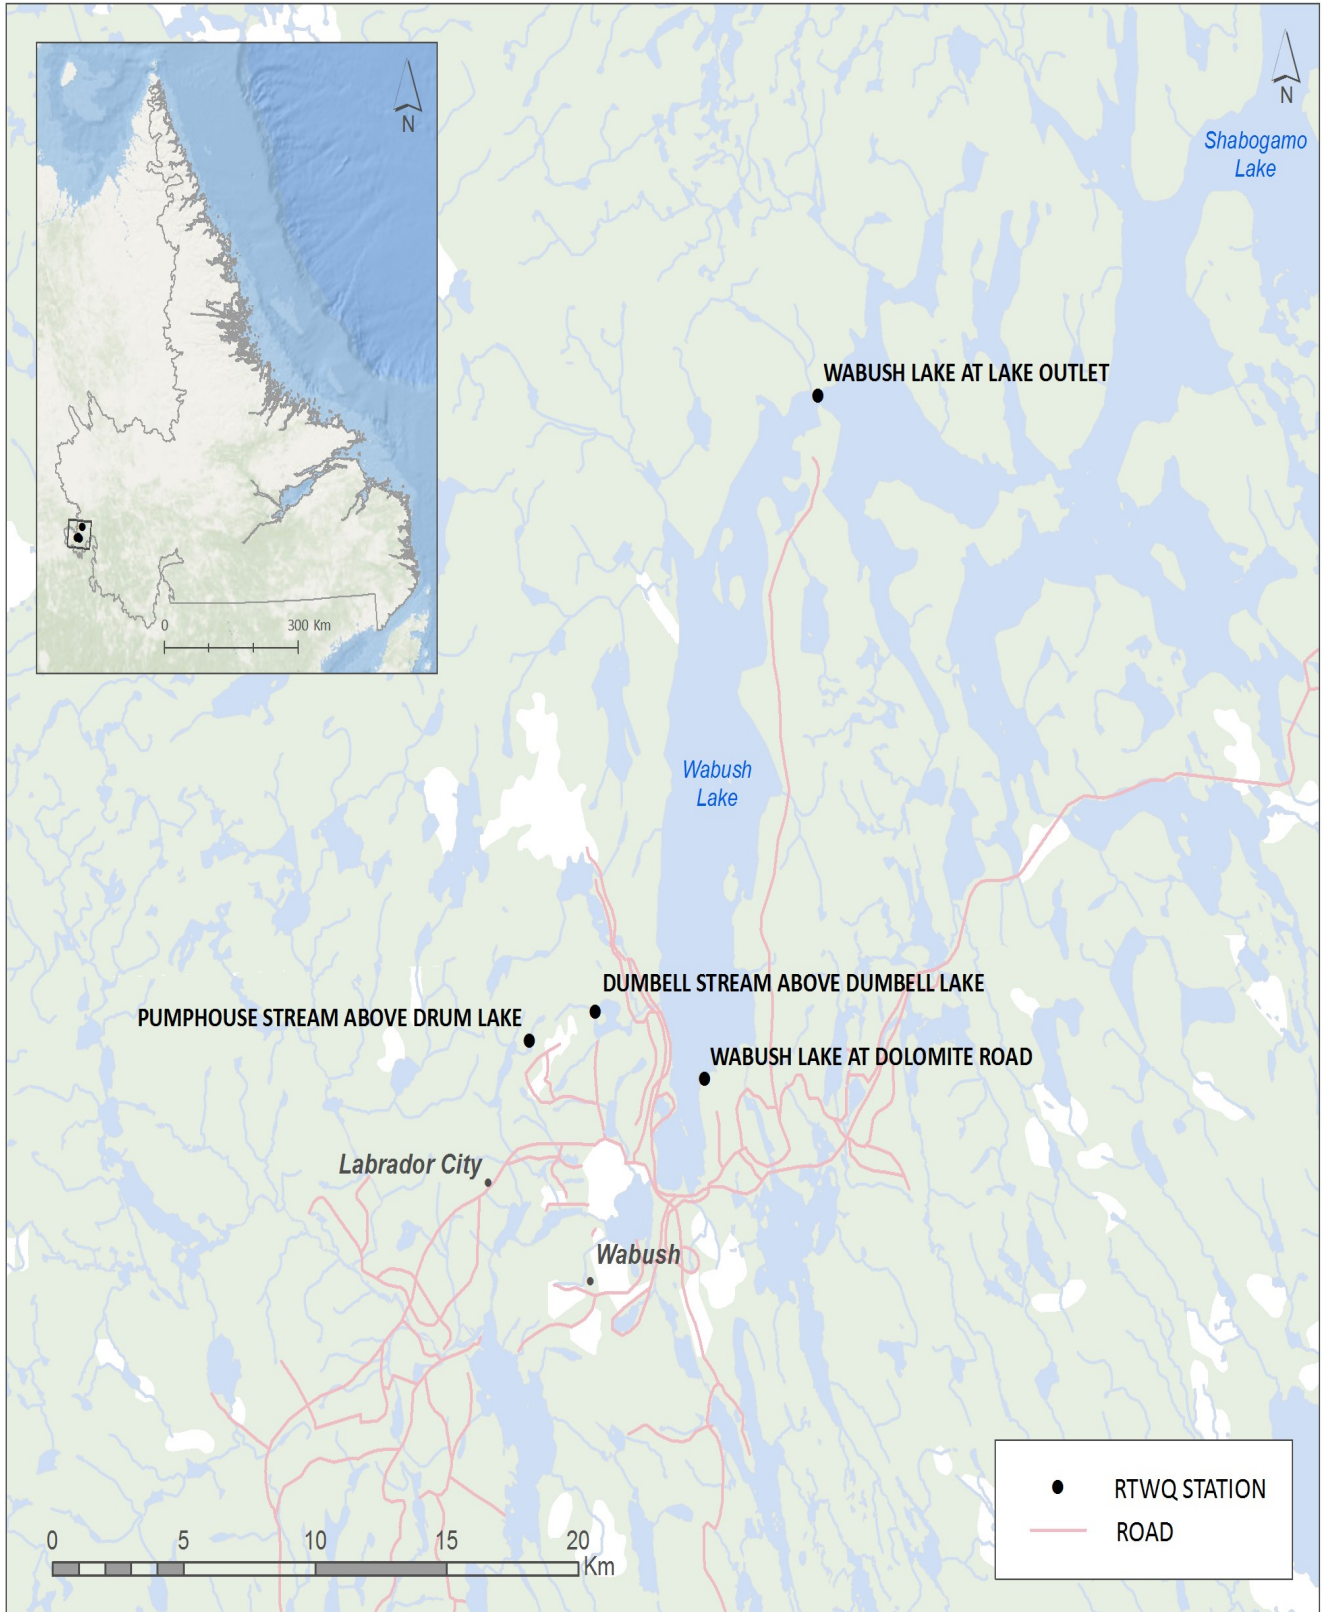 N
N
Shabogamo
Lake
WABUSH LAKE AT LAKE OUTLET
0 300 Km
Wabush
Lake
DUMBELL STREAM ABOVE DUMBELL LAKE
PUMPHOUSE STREAM ABOVE DRUM LAKE
WABUSH LAKE AT DOLOMITE ROAD
Labrador City
Wabush
RTWQ STATION
ROAD
0 5 10 15 20
Km